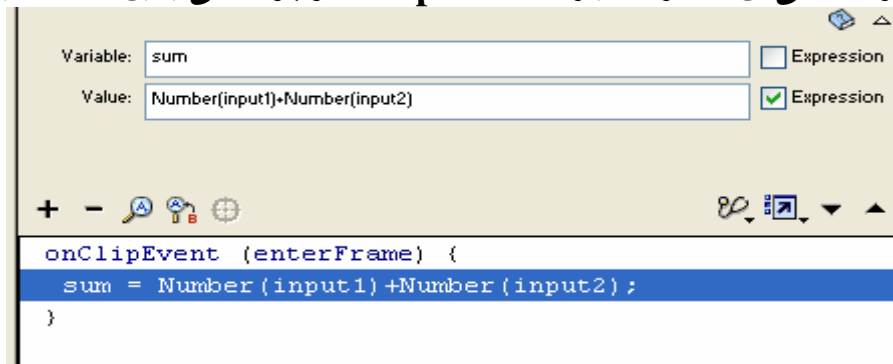 Variable: sum Expression
Value: Number(input1)+Number(input2) Expression
onClipEvent (enterFrame) {
sum = Number(input1)+Number(input2);
}